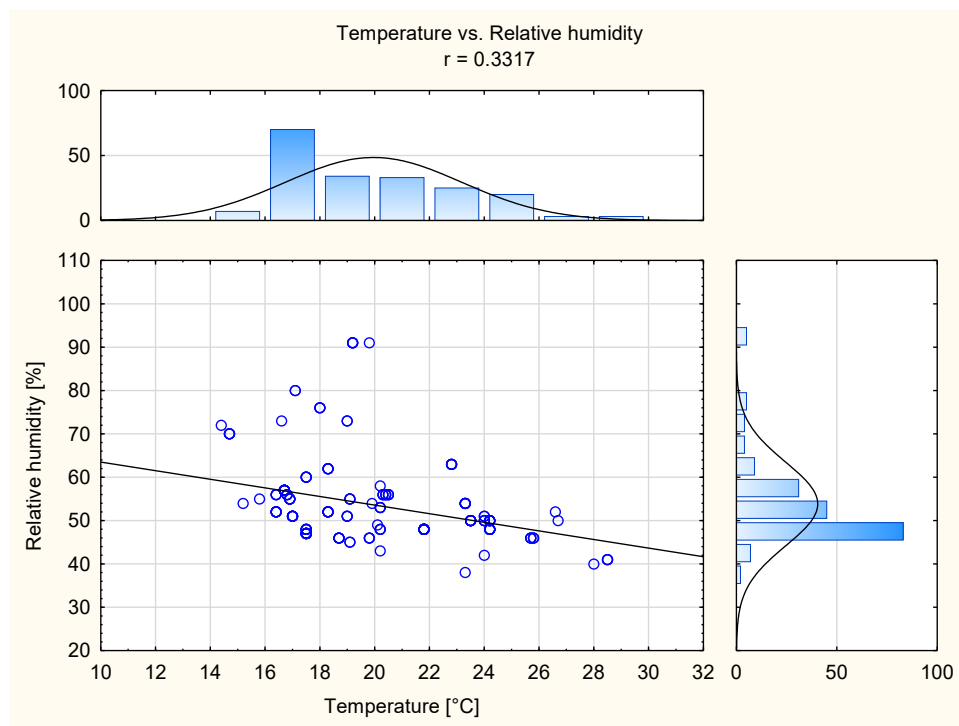 Temperature vs. Relative humidity
r = 0.3317
100
50
0
110
100
90
80
70
60
50
40
30
20
Relative humidity [%]
10 12 14 16 18 20 22 24 26 28 30 32
0 50 100
Temperature [°C]